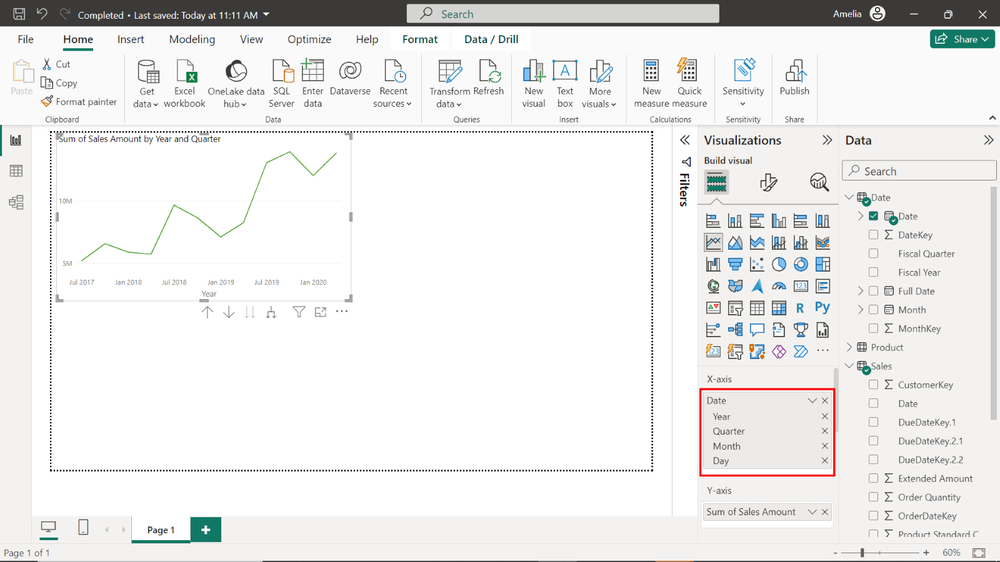 Completed • Last saved: Today at 11:11 AM
Search
Amelia
File Home Insert Modeling View Optimize Help Format Data / Drill
Share
Paste
Cut
Copy
Format painter
Clipboard
Get data
Excel workbook
OneLake data hub
SQL Server
Enter data
Dataverse
Recent sources
Data
Transform data
Refresh
Queries
New visual
Text box
More visuals
Insert
New measure
Quick measure
Calculations
Sensitivity
Sensitivity
Publish
Share
Sum of Sales Amount by Year and Quarter
10M
5M
Jul 2017 Jan 2018 Jul 2018 Jan 2019 Jul 2019 Jan 2020
Year
Filters
Visualizations
Build visual
123
R
Py
123
X-axis
Date
Year
Quarter
Month
Day
Y-axis
Sum of Sales Amount
Data
Search
Date
Date
DateKey
Fiscal Quarter
Fiscal Year
Full Date
Month
MonthKey
Product
Sales
CustomerKey
Date
DueDateKey.1
DueDateKey.2.1
DueDateKey.2.2
Extended Amount
Order Quantity
OrderDateKey
Product Standard C
Page 1
Page 1 of 1
- + 60%